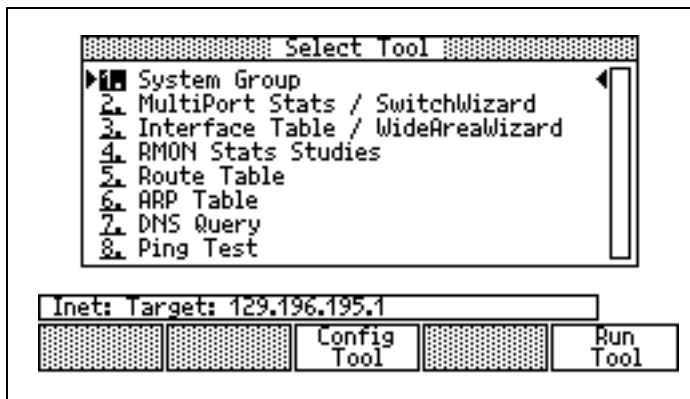 Select Tool
1. System Group
2. MultiPort Stats / SwitchWizard
3. Interface Table / WideAreaWizard
4. RMON Stats Studies
5. Route Table
6. ARP Table
7. DNS Query
8. Ping Test
Inet: Target: 129.196.195.1
Config Tool
Run Tool